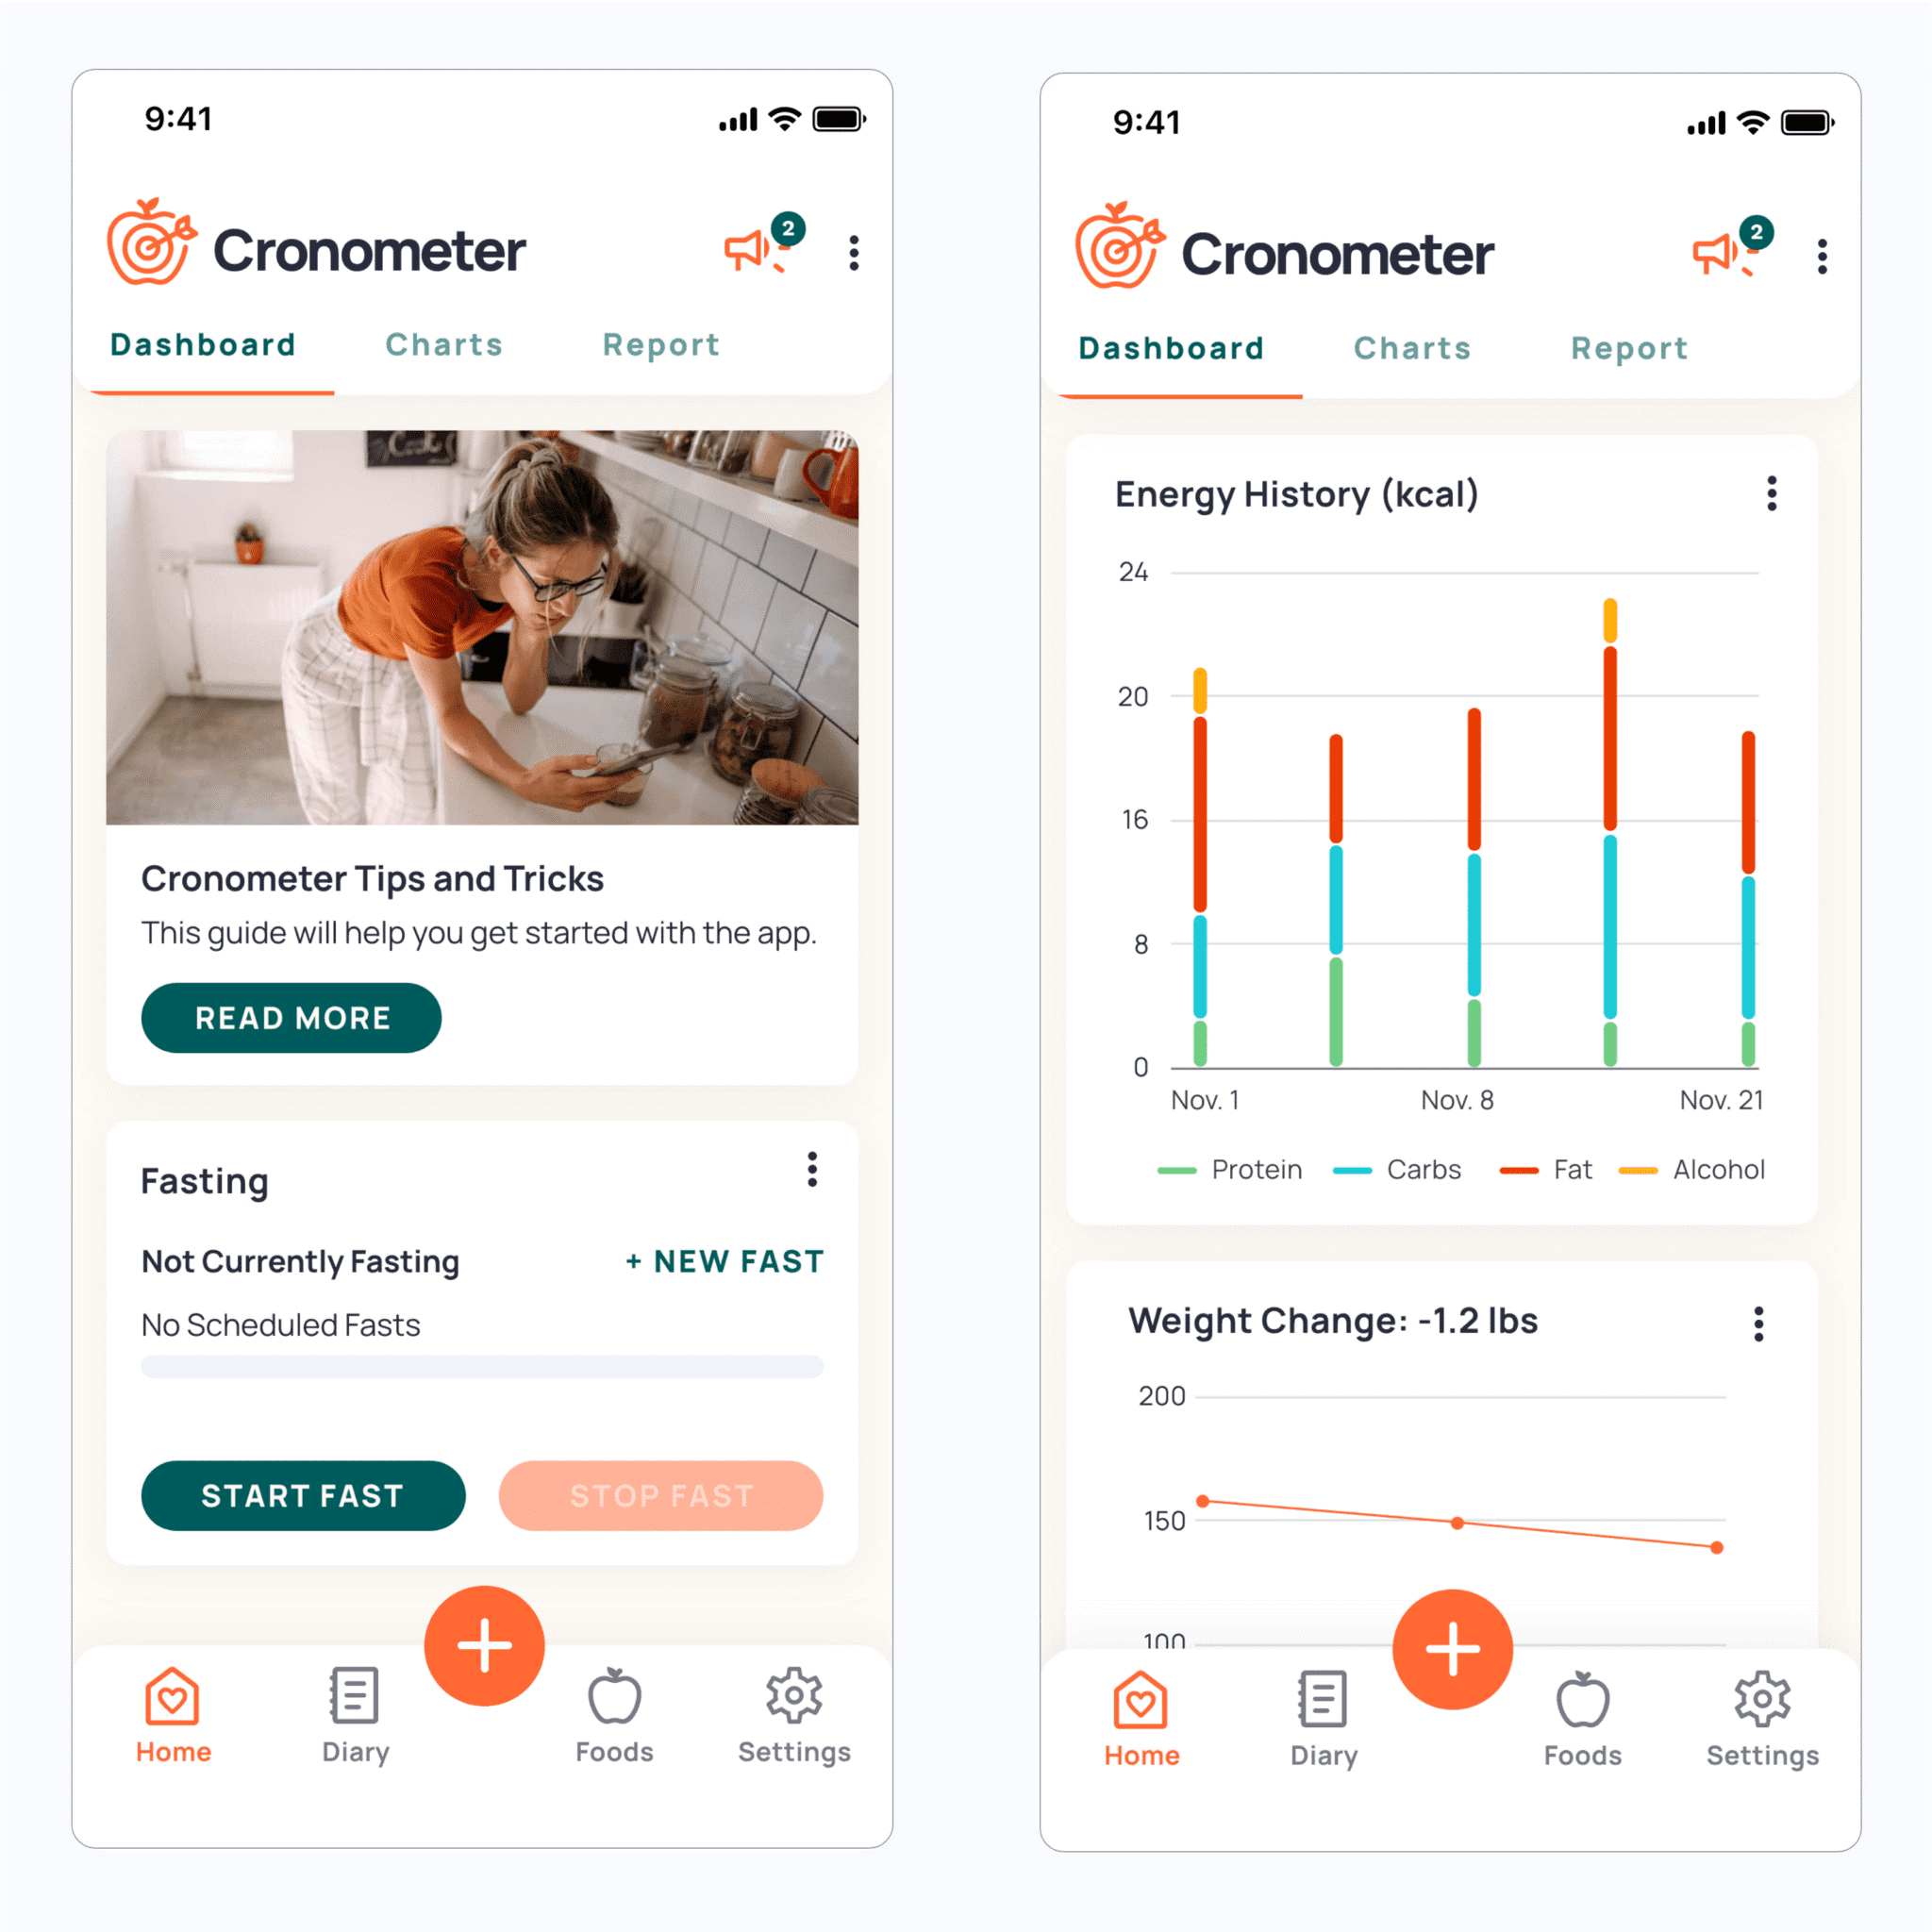 9:41
Cronometer
2
Dashboard Charts Report
Cook
Cronometer Tips and Tricks
This guide will help you get started with the app.
READ MORE
Fasting
Not Currently Fasting + NEW FAST
No Scheduled Fasts
START FAST STOP FAST
Home Diary Foods Settings
9:41
Cronometer
2
Dashboard Charts Report
Energy History (kcal)
24
20
16
8
0
Nov. 1 Nov. 8 Nov. 21
Protein Carbs Fat Alcohol
Weight Change: -1.2 lbs
200
150
100
Home Diary Foods Settings